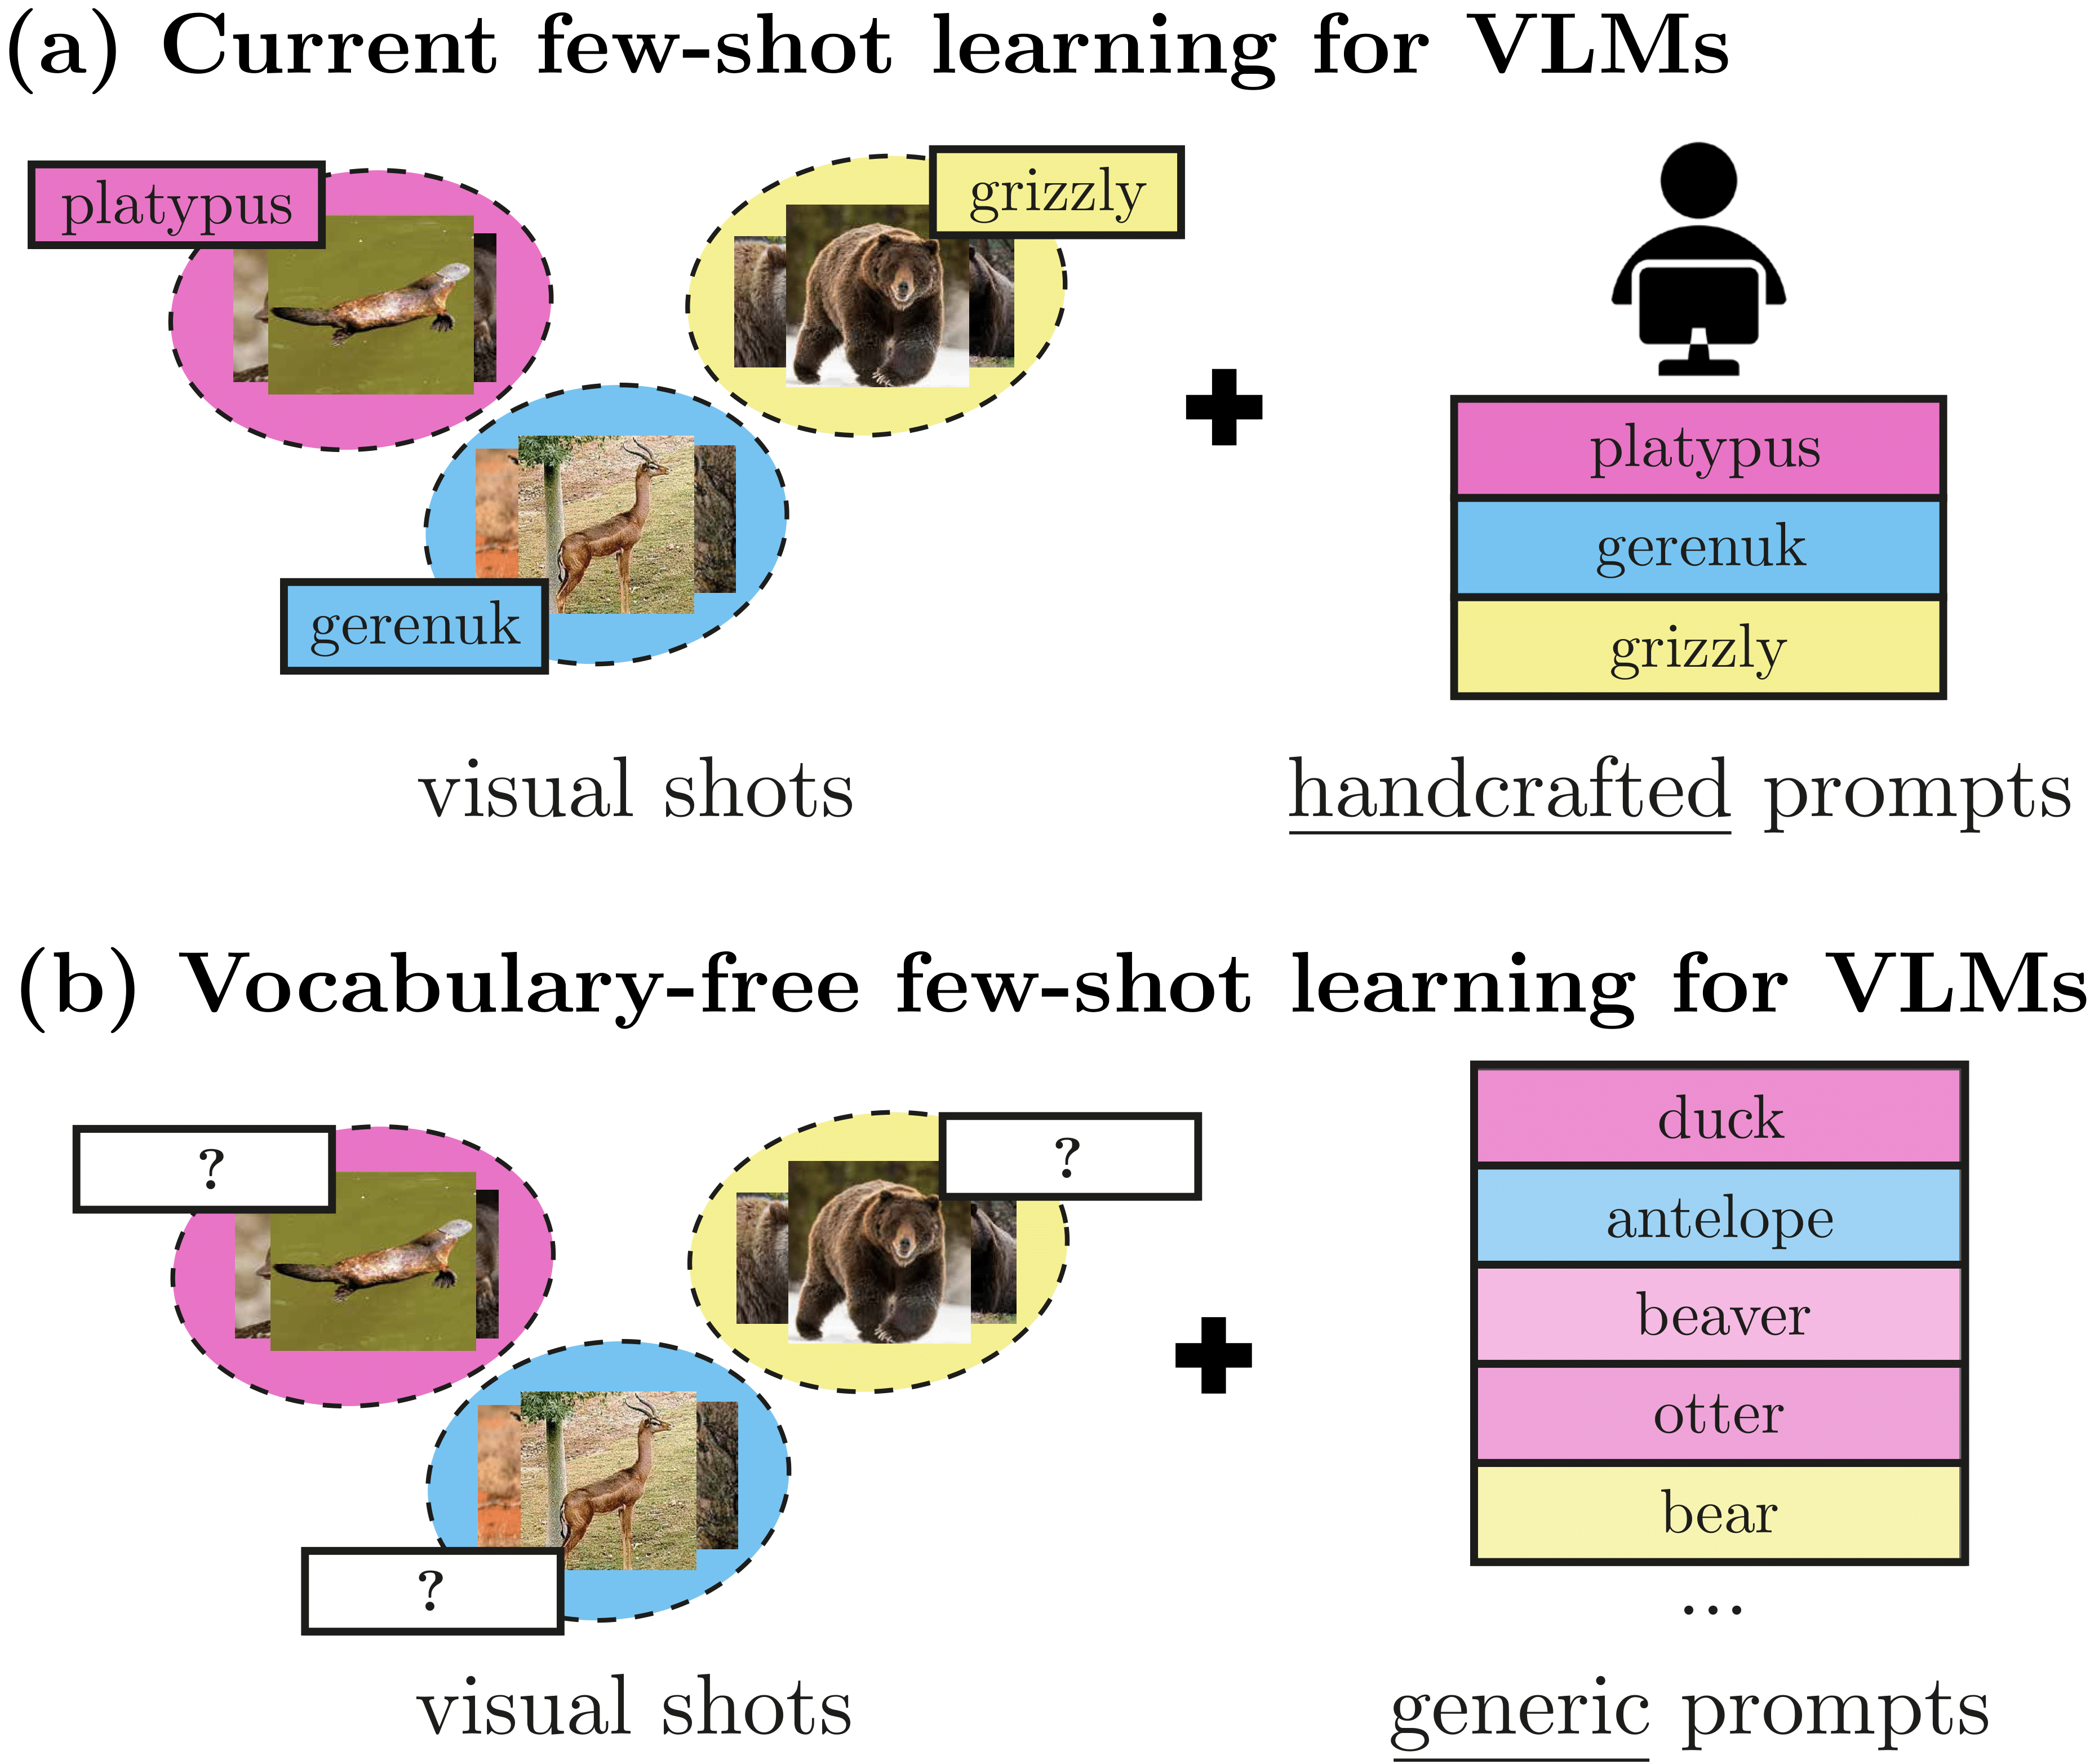 (a) Current few-shot learning for VLMs
platypus
grizzly
gerenuk
platypus
gerenuk
grizzly
visual shots
handcrafted prompts
(b) Vocabulary-free few-shot learning for VLMs
?
?
?
duck
antelope
beaver
otter
bear
...
visual shots
generic prompts